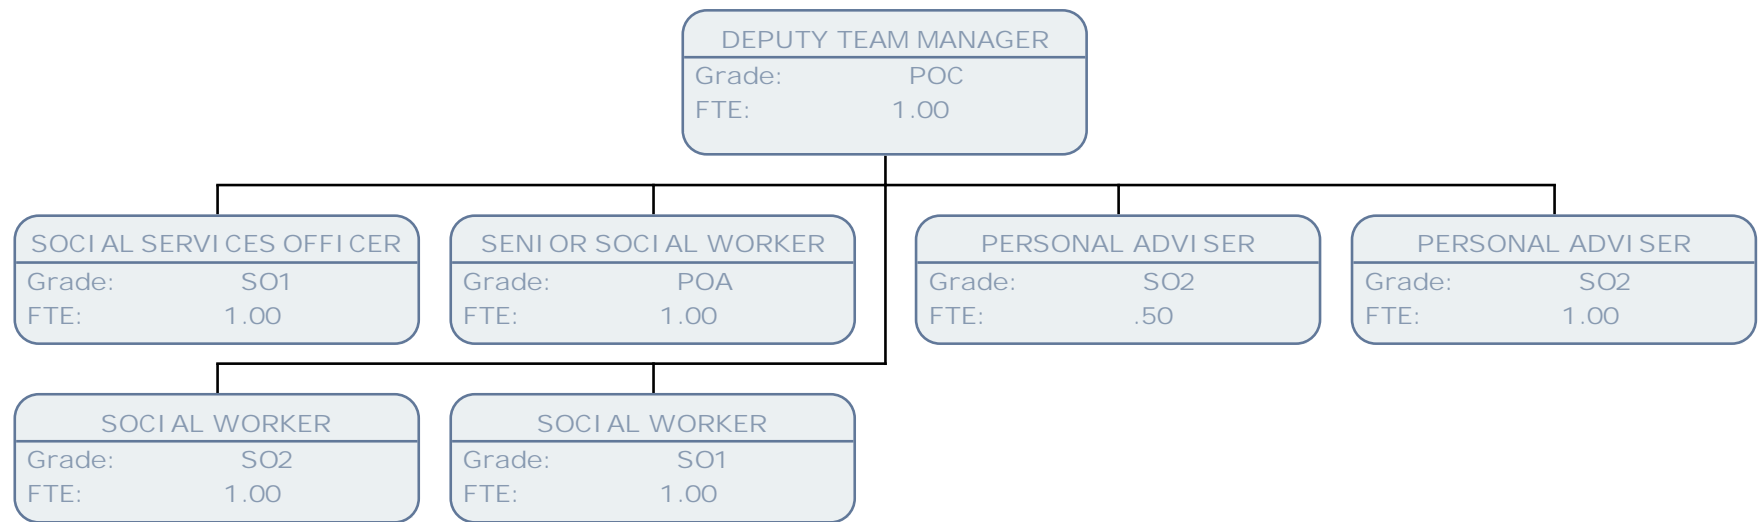 DEPUTY TEAM MANAGER
Grade: POC
FTE: 1.00
SOCIAL SERVICES OFFICER
Grade: SO1
FTE: 1.00
SENIOR SOCIAL WORKER
Grade: POA
FTE: 1.00
PERSONAL ADVISER
Grade: SO2
FTE: .50
PERSONAL ADVISER
Grade: SO2
FTE: 1.00
SOCIAL WORKER
Grade: SO2
FTE: 1.00
SOCIAL WORKER
Grade: SO1
FTE: 1.00